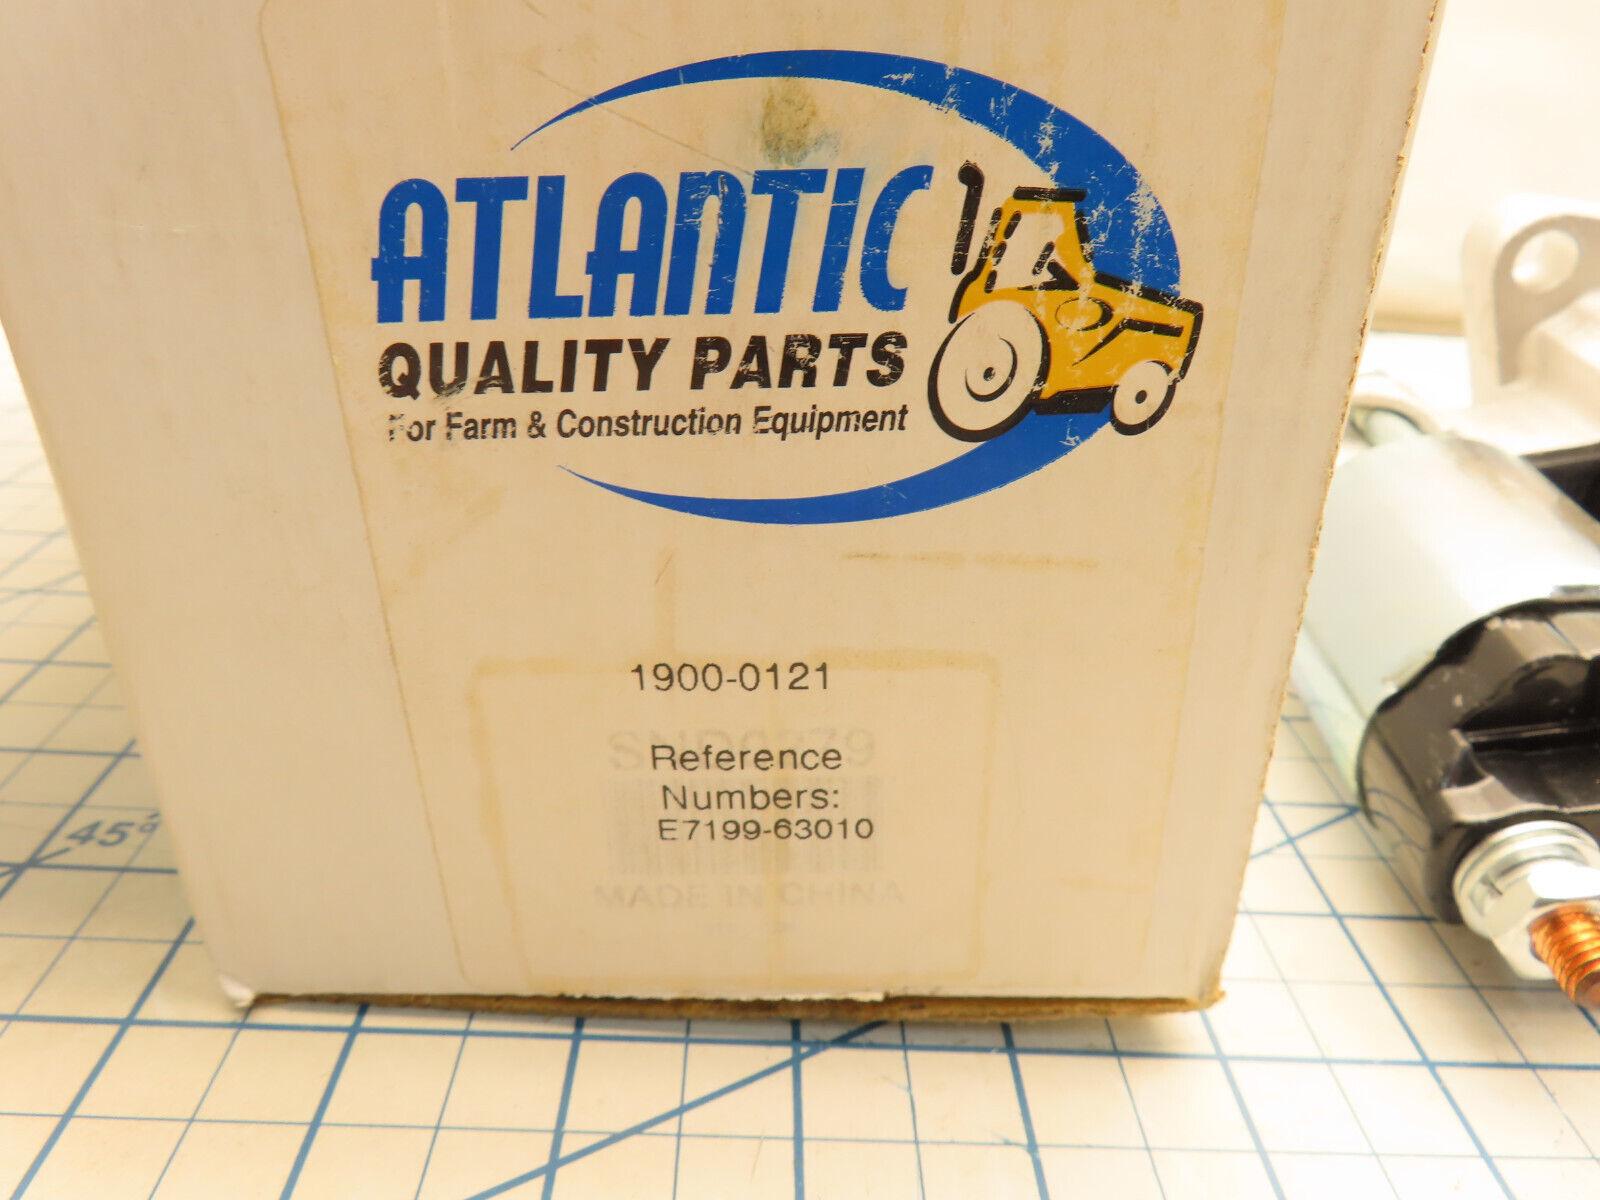 ATLANTIC
QUALITY PARTS
For Farm & Construction Equipment
1900-0121
Reference
Numbers:
E7199-63010
MADE IN CHINA
45°